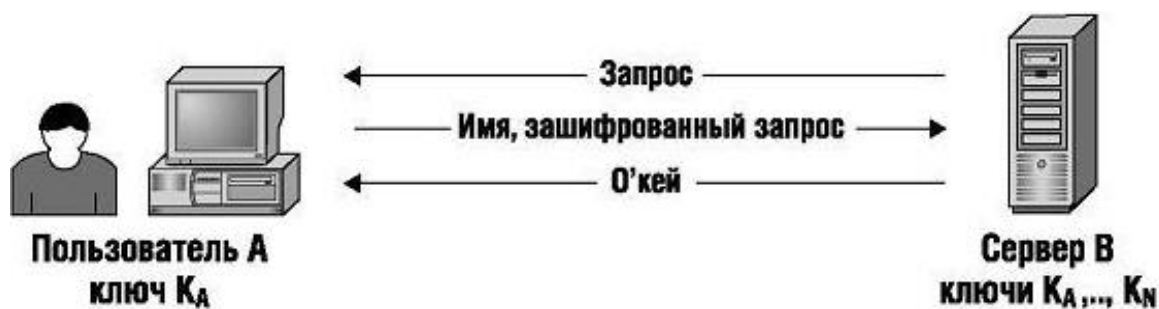 Запрос
Имя, зашифрованный запрос
О'кей
Пользователь А
ключ KA
Сервер В
ключи KA,.., KN